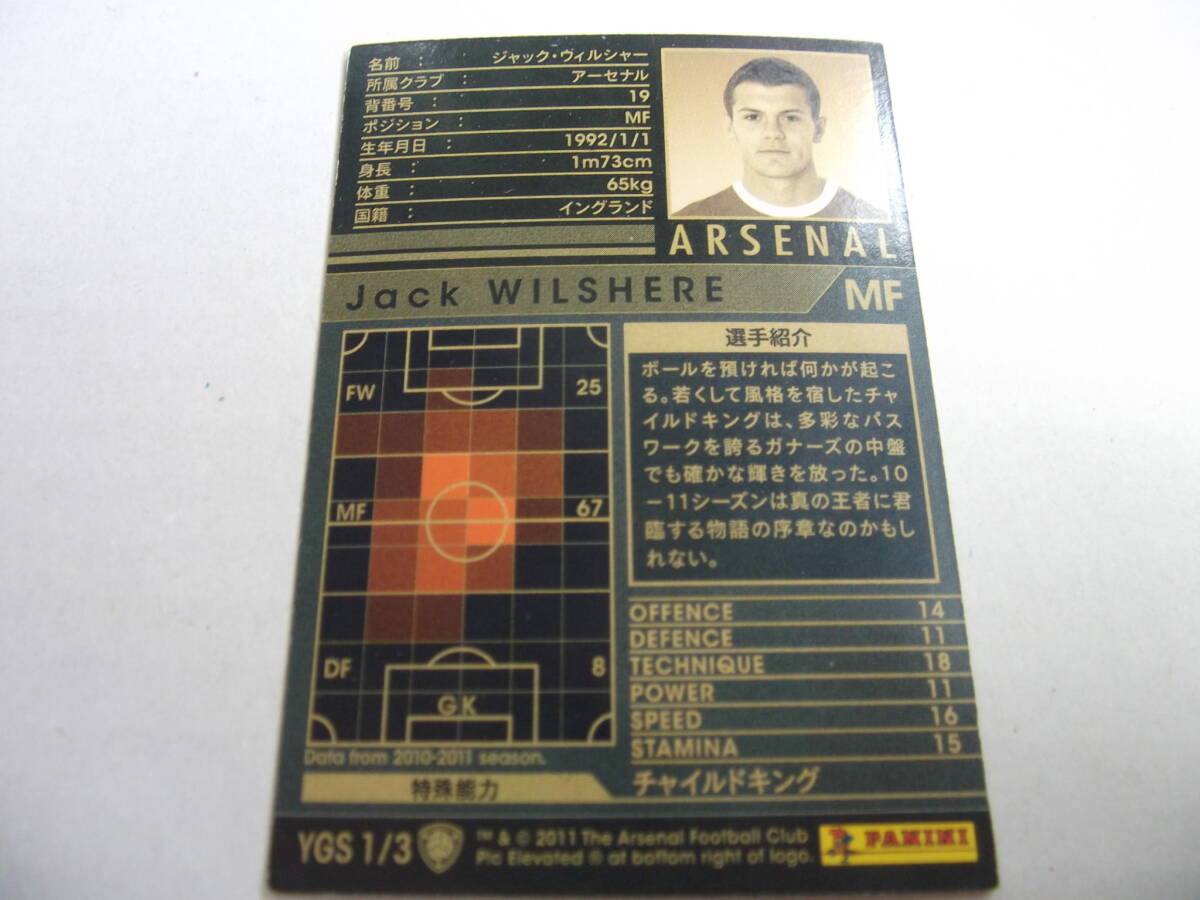 名前 : ジャック・ヴィルシャー
所属クラブ : アーセナル
背番号 : 19
ポジション : MF
生年月日 : 1992/1/1
身長 : 1m73cm
体重 : 65kg
国籍 : イングランド
ARSENAL
Jack WILSHERE MF
FW 25
MF 67
DF 8
GK
Data from 2010-2011 season.
選手紹介
ボールを預ければ何かが起こ
る。若くして風格を宿したチャ
イルドキングは、多彩なパス
ワークを誇るガナーズの中盤
でも確かな輝きを放った。10
-11シーズンは真の王者に君
臨する物語の序章なのかもし
れない。
OFFENCE 14
DEFENCE 11
TECHNIQUE 18
POWER 11
SPEED 16
STAMINA 15
特殊能力 チャイルドキング
YGS 1/3
™ & © 2011 The Arsenal Football Club
Plc Elevated ® at bottom right of logo.
PANINI